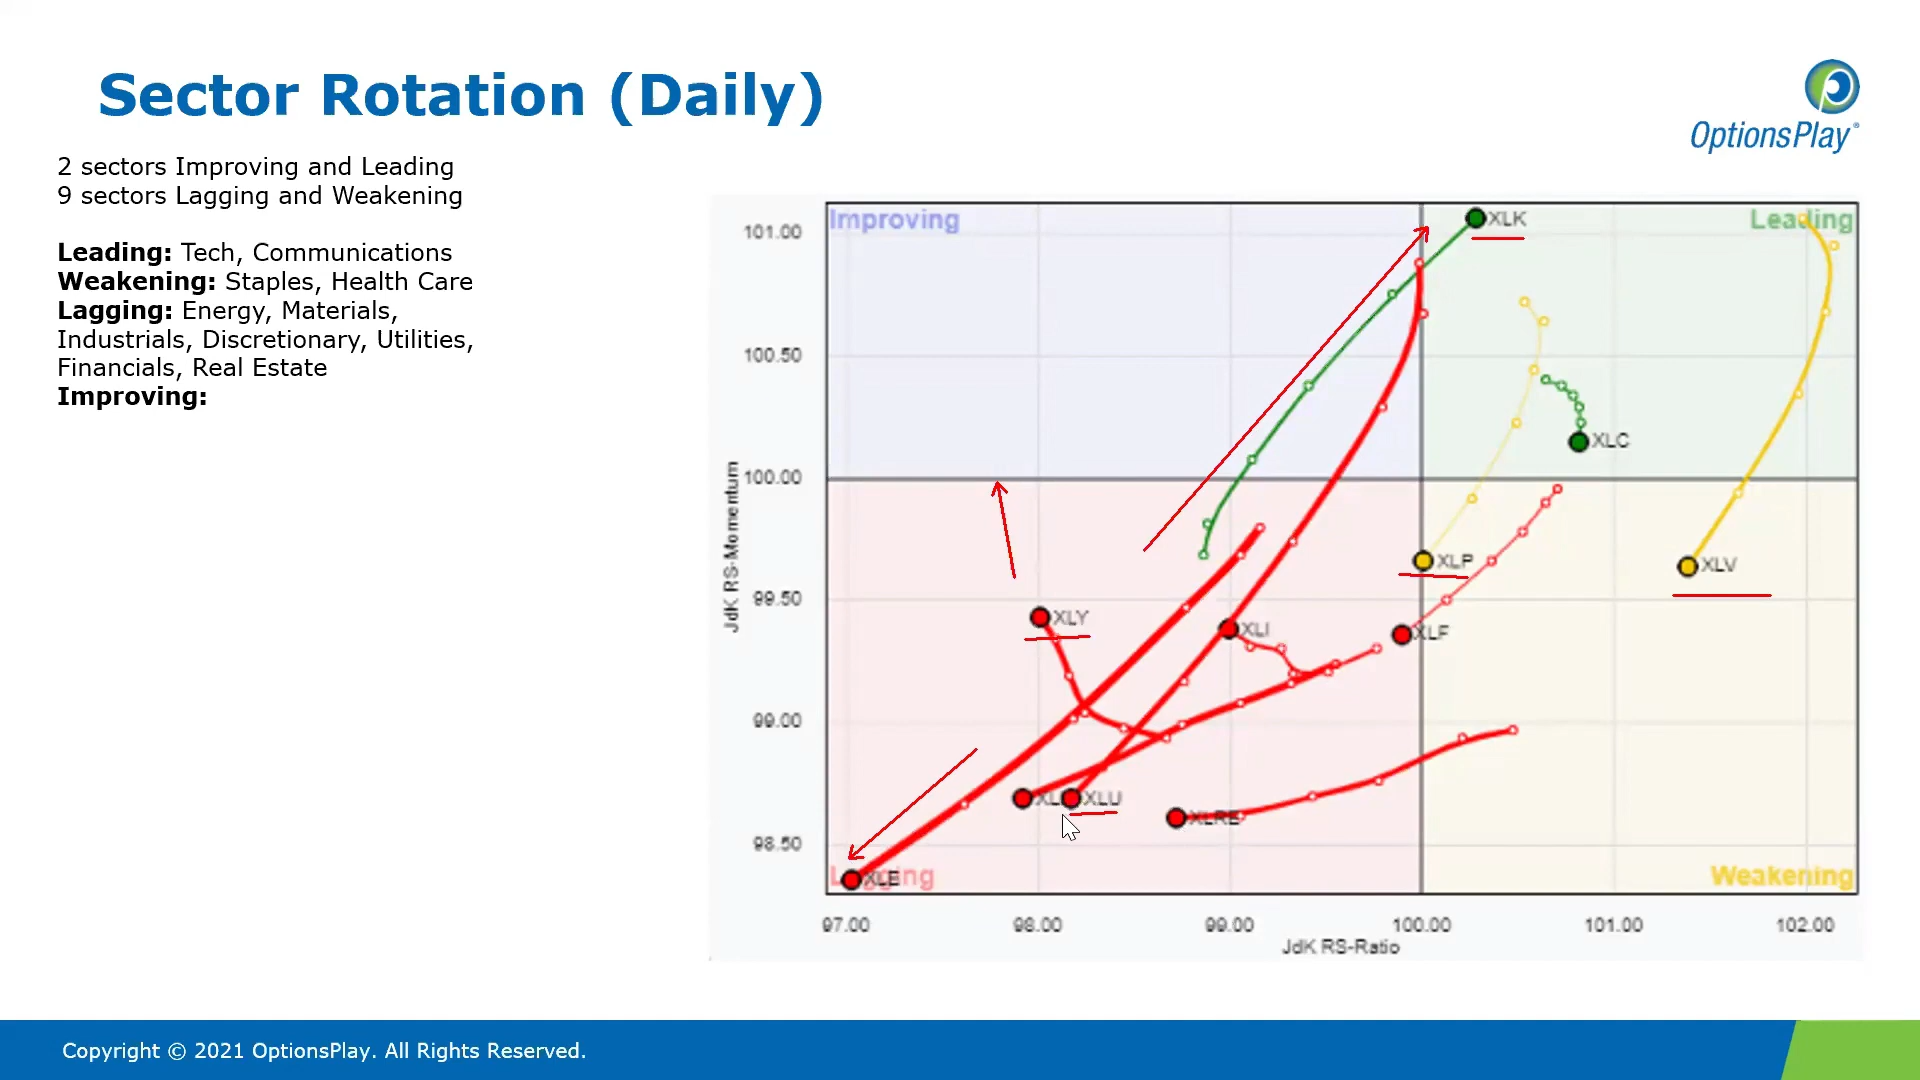 Sector Rotation (Daily)
OptionsPlay®
2 sectors Improving and Leading
9 sectors Lagging and Weakening
Leading: Tech, Communications
Weakening: Staples, Health Care
Lagging: Energy, Materials,
Industrials, Discretionary, Utilities,
Financials, Real Estate
Improving:
Improving
Leading
101.00
XLK
100.50
XLC
100.00
XLP
XLV
99.50
XLY
XLI
XLF
99.00
XLU
XLRE
98.50
XLE
Lagging
Weakening
JdK RS-Momentum
97.00 98.00 99.00 100.00 101.00 102.00
JdK RS-Ratio
Copyright © 2021 OptionsPlay. All Rights Reserved.